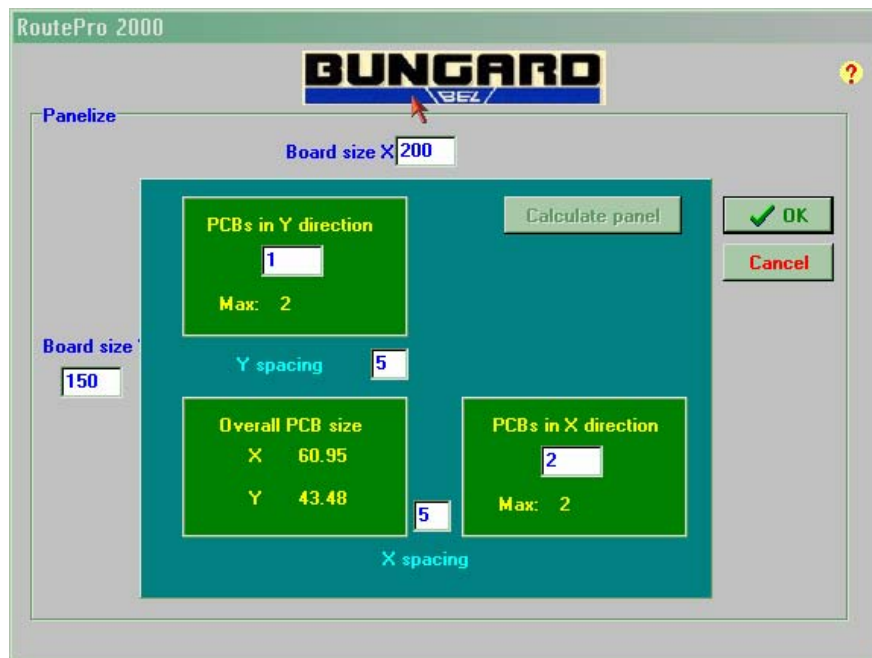 RoutePro 2000
BUNGARD
BEL
?
Panelize
Board size X 200
PCBs in Y direction
1
Max: 2
Calculate panel
OK
Cancel
Board size
150
Y spacing 5
Overall PCB size
X 60.95
Y 43.48
PCBs in X direction
2
Max: 2
5
X spacing